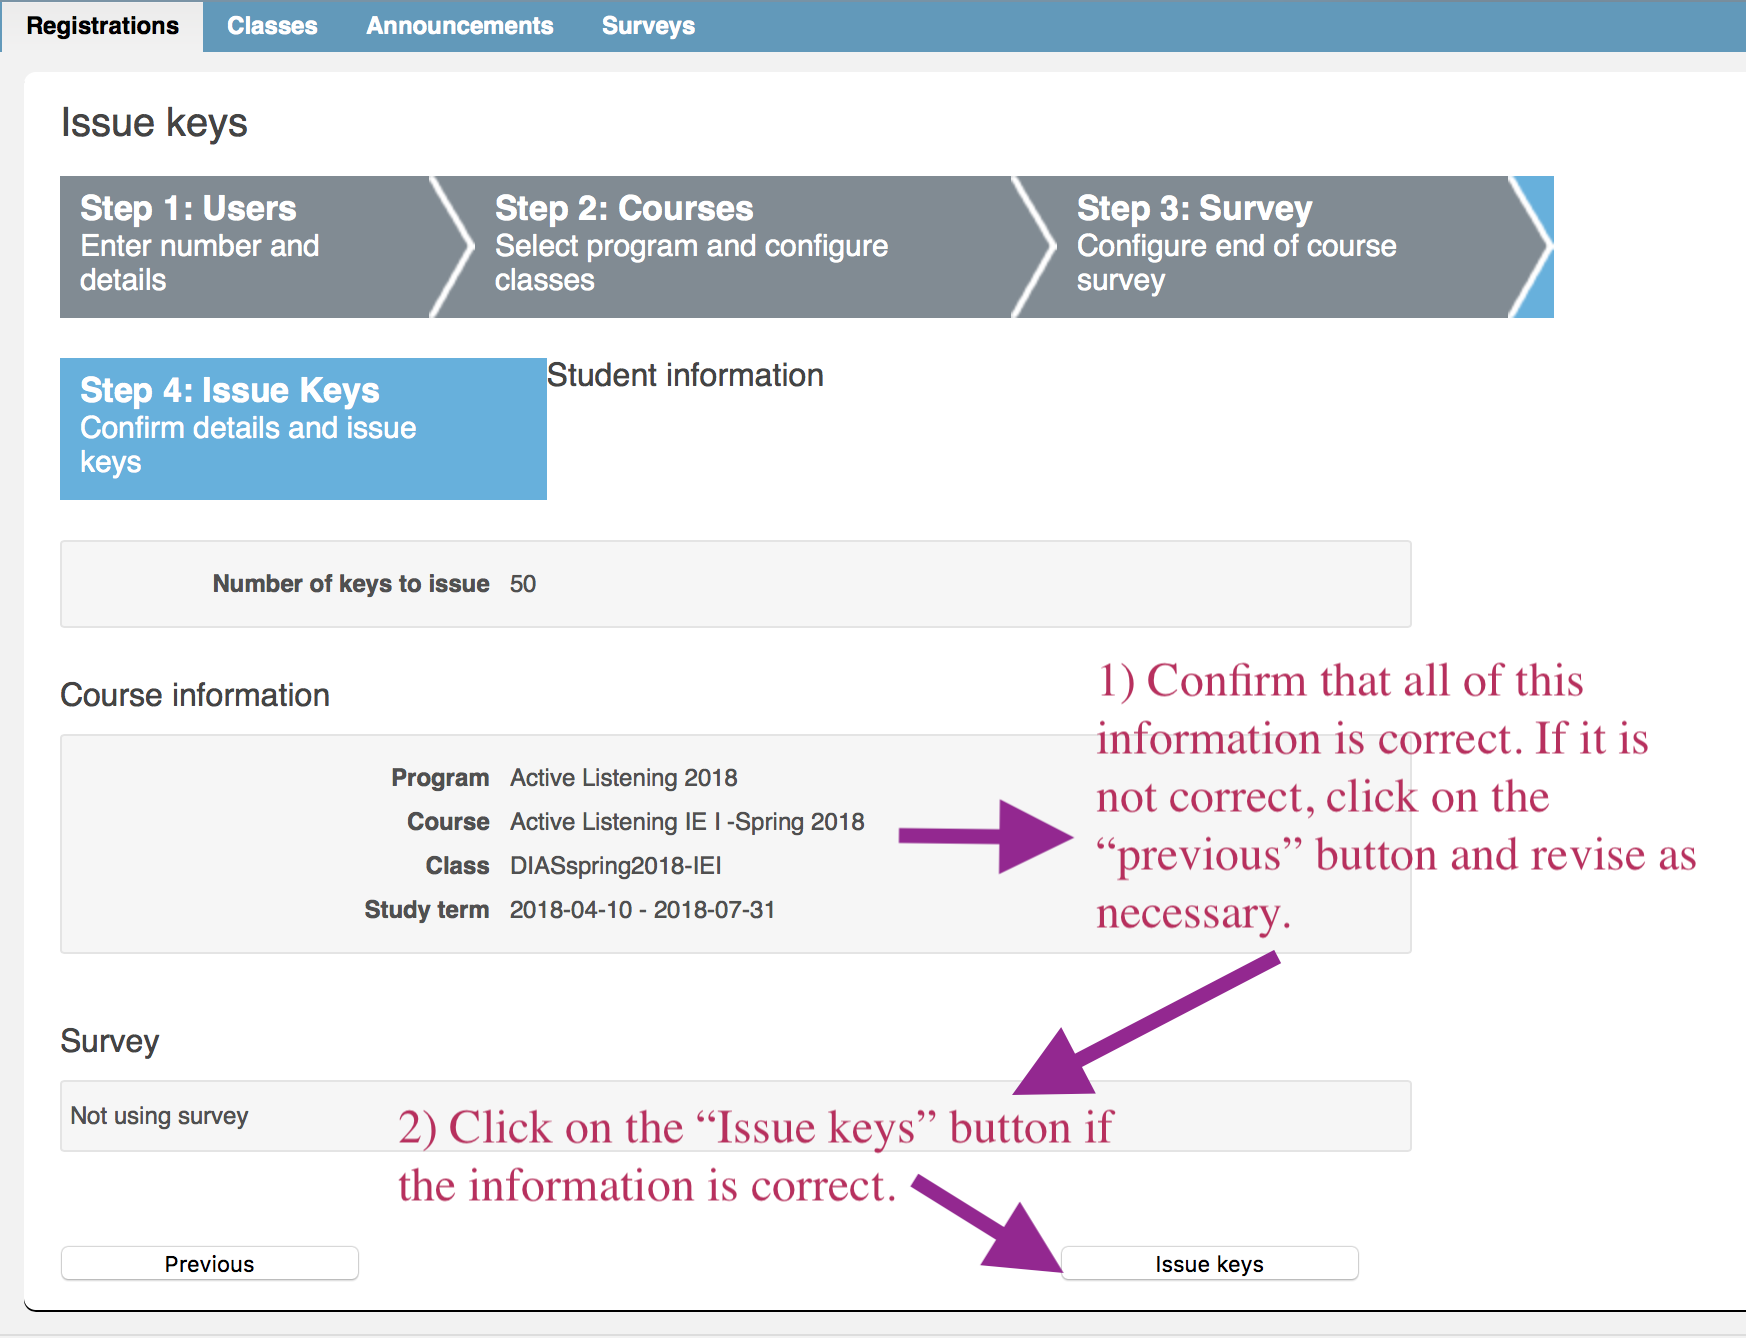 Registrations Classes Announcements Surveys
Issue keys
Step 1: Users
Enter number and
details
Step 2: Courses
Select program and configure
classes
Step 3: Survey
Configure end of course
survey
Step 4: Issue Keys
Confirm details and issue
keys
Student information
Number of keys to issue 50
Course information
Program Active Listening 2018
Course Active Listening IE I -Spring 2018
Class DIASspring2018-IEI
Study term 2018-04-10 - 2018-07-31
1) Confirm that all of this
information is correct. If it is
not correct, click on the
“previous” button and revise as
necessary.
Survey
Not using survey
2) Click on the “Issue keys” button if
the information is correct.
Previous
Issue keys